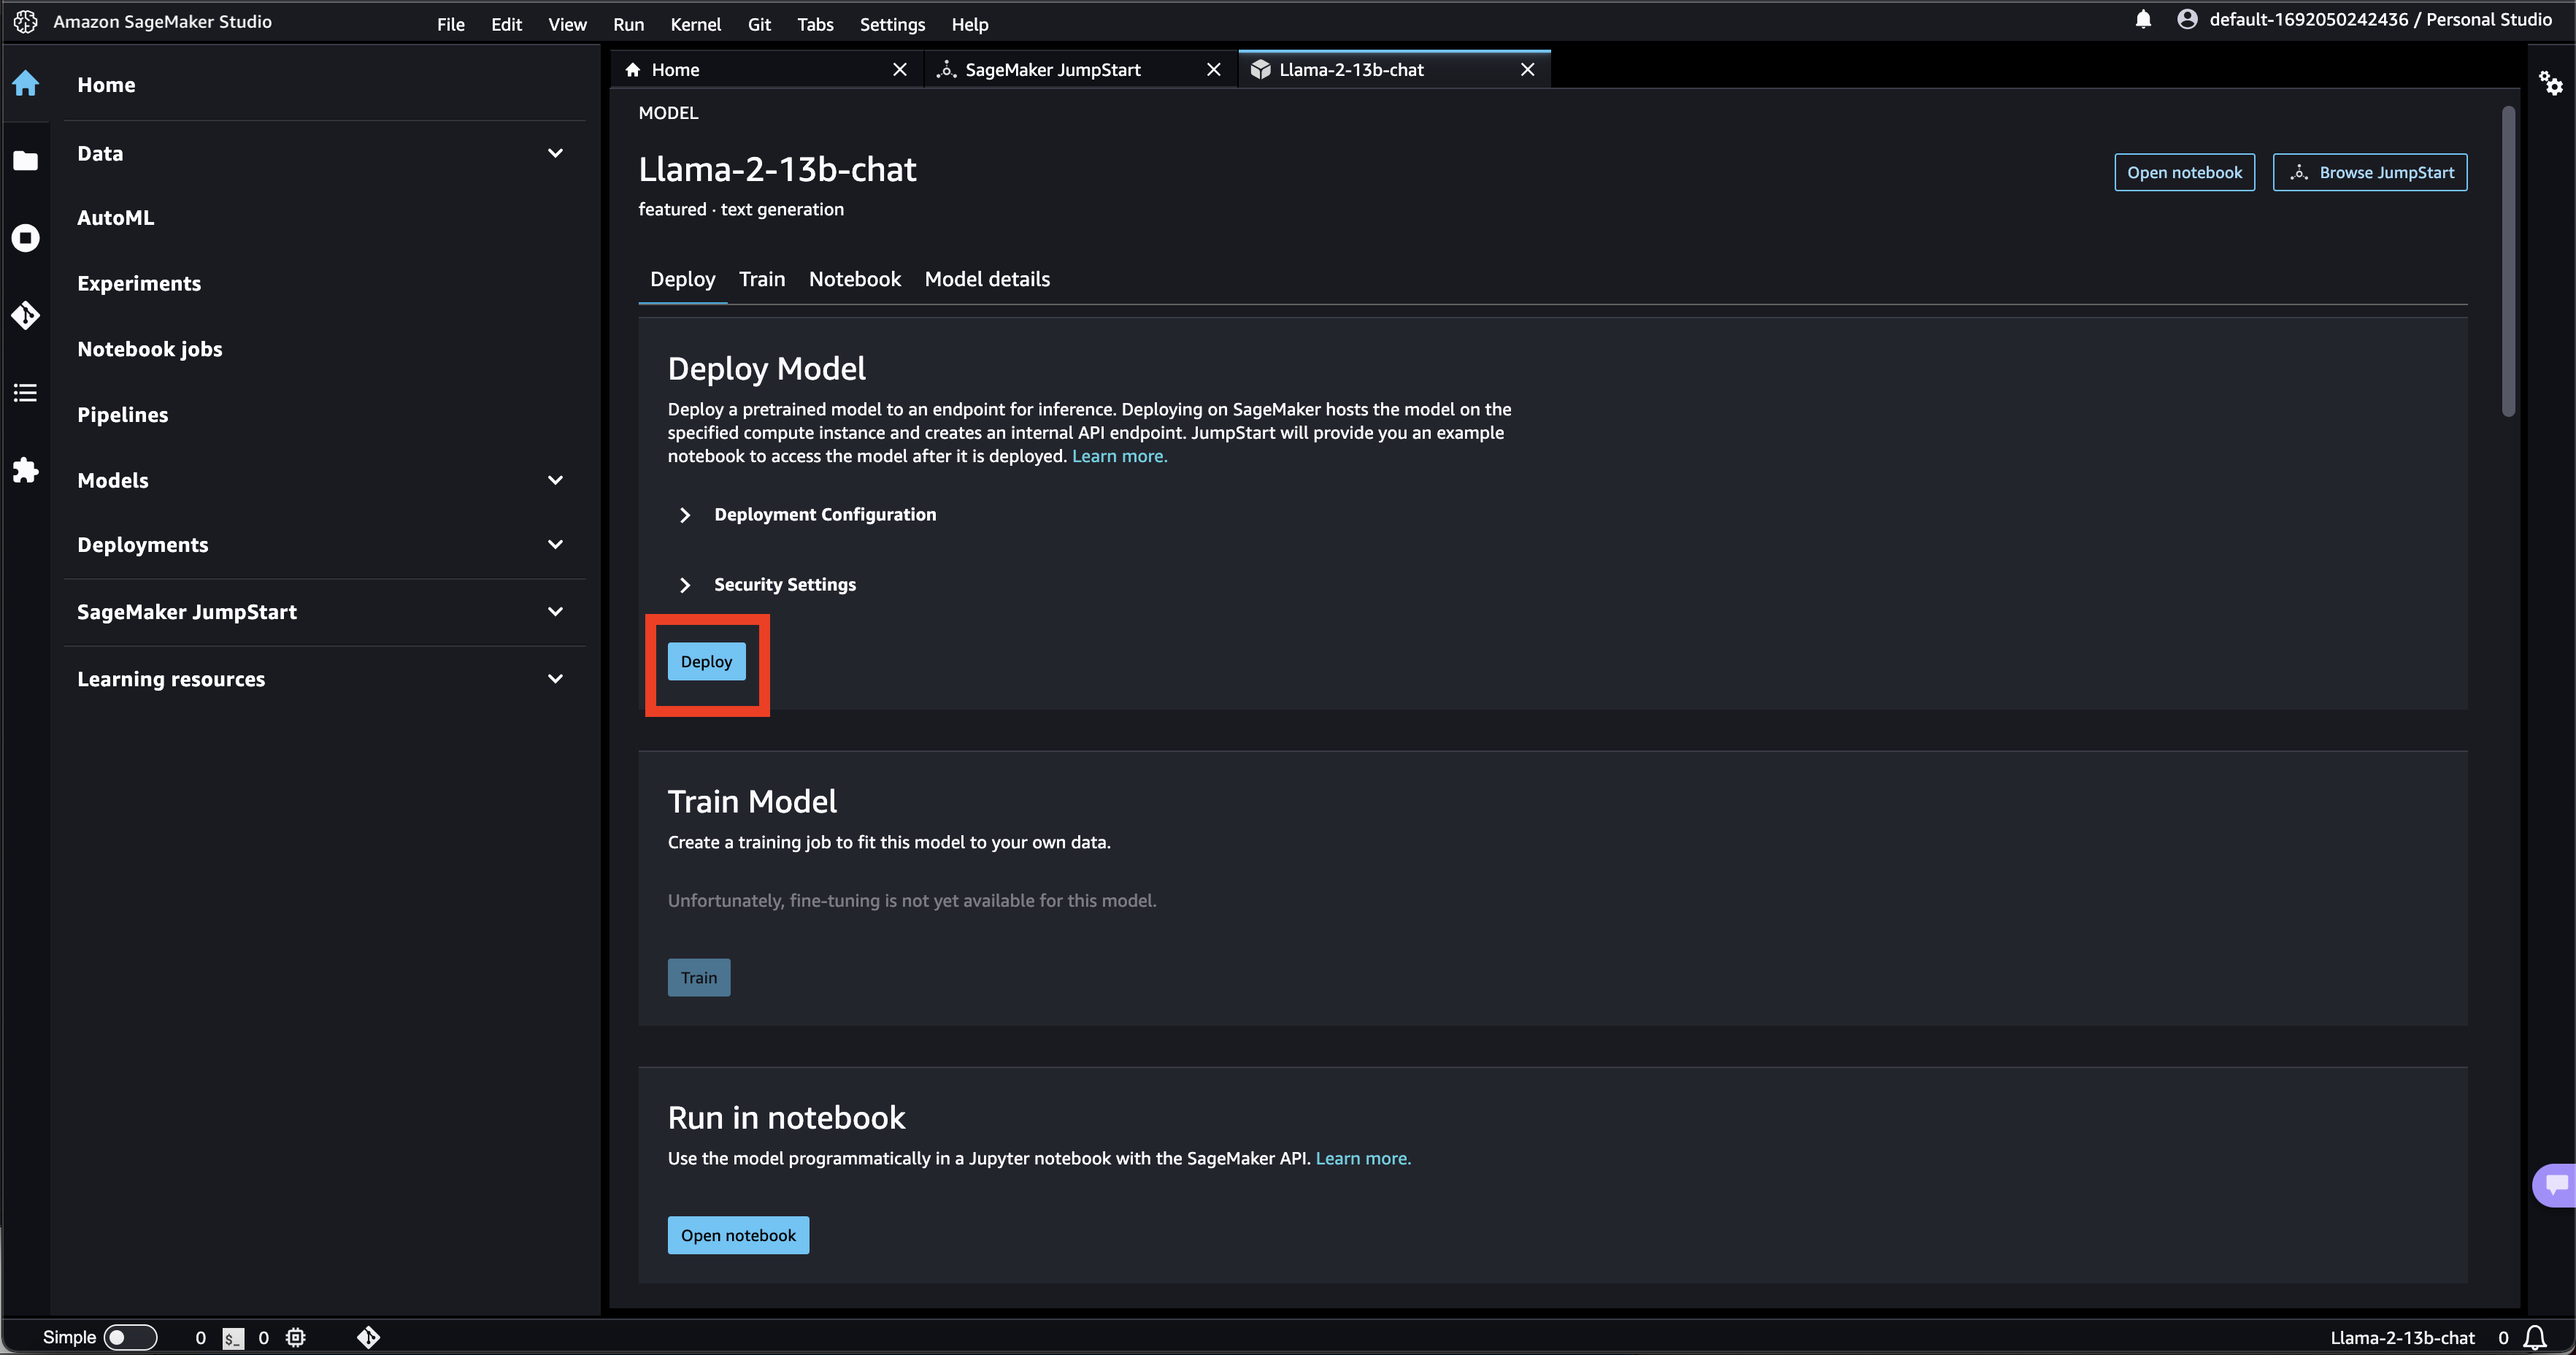 Amazon SageMaker Studio
File Edit View Run Kernel Git Tabs Settings Help
default-1692050242436 / Personal Studio
Home
Data
AutoML
Experiments
Notebook jobs
Pipelines
Models
Deployments
SageMaker JumpStart
Learning resources
Home SageMaker JumpStart Llama-2-13b-chat
MODEL
Llama-2-13b-chat
featured · text generation
Open notebook Browse JumpStart
Deploy Train Notebook Model details
Deploy Model
Deploy a pretrained model to an endpoint for inference. Deploying on SageMaker hosts the model on the
specified compute instance and creates an internal API endpoint. JumpStart will provide you an example
notebook to access the model after it is deployed. Learn more.
Deployment Configuration
Security Settings
Deploy
Train Model
Create a training job to fit this model to your own data.
Unfortunately, fine-tuning is not yet available for this model.
Train
Run in notebook
Use the model programmatically in a Jupyter notebook with the SageMaker API. Learn more.
Open notebook
Simple 0 $_ 0
Llama-2-13b-chat 0